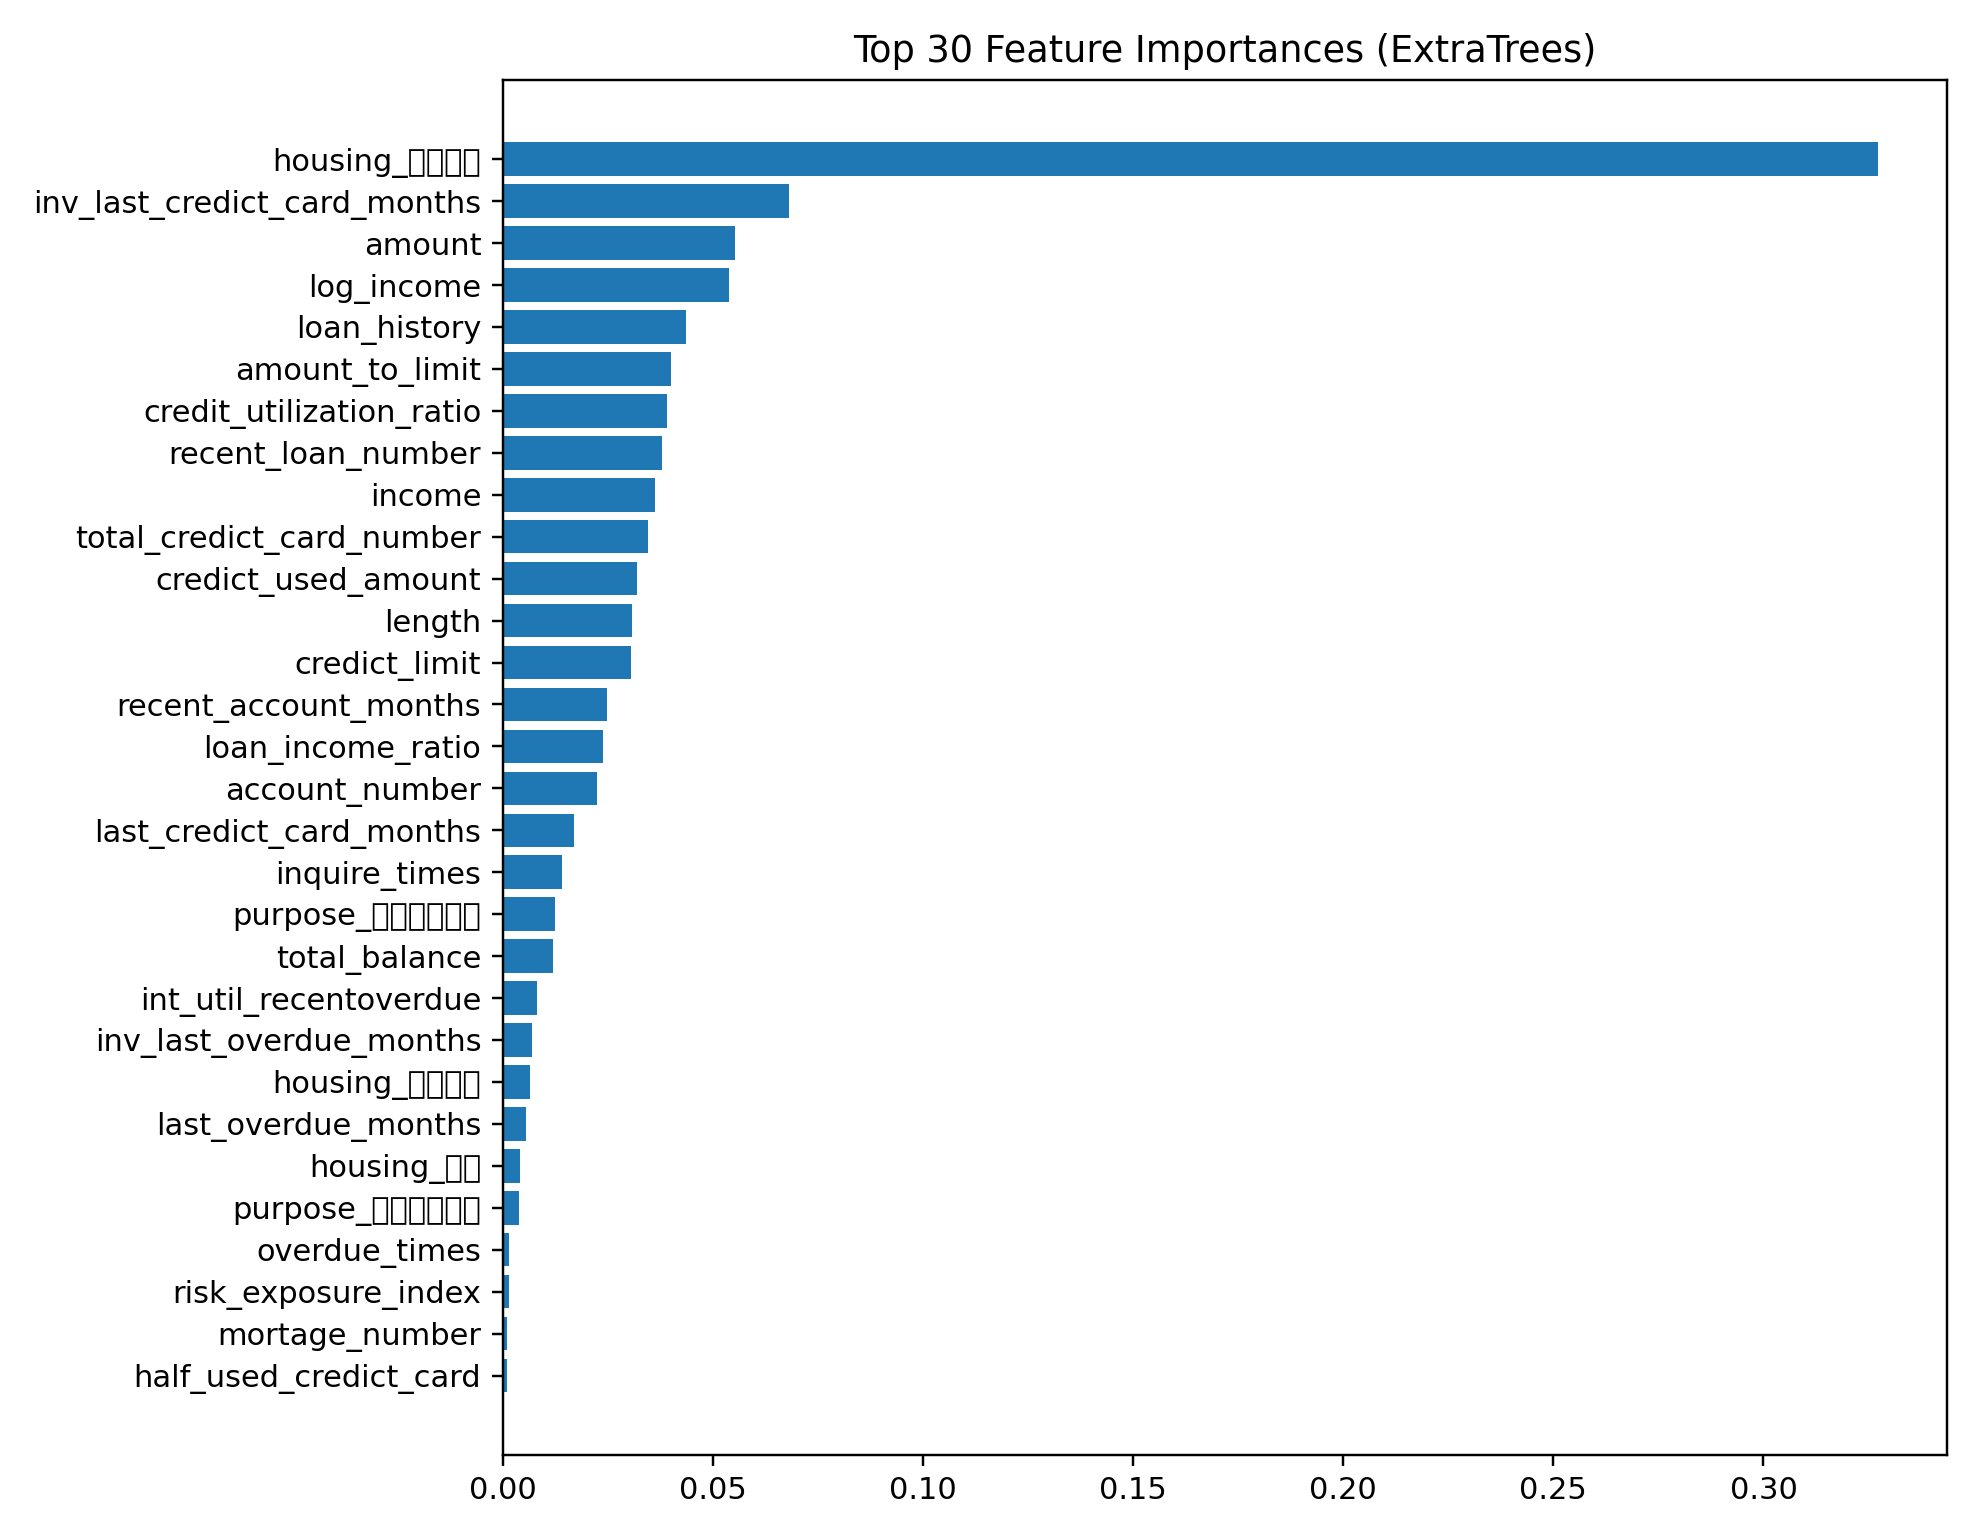 Top 30 Feature Importances (ExtraTrees)
housing_
inv_last_credict_card_months
amount
log_income
loan_history
amount_to_limit
credit_utilization_ratio
recent_loan_number
income
total_credict_card_number
credict_used_amount
length
credict_limit
recent_account_months
loan_income_ratio
account_number
last_credict_card_months
inquire_times
purpose_
total_balance
int_util_recentoverdue
inv_last_overdue_months
housing_
last_overdue_months
housing_
purpose_
overdue_times
risk_exposure_index
mortage_number
half_used_credict_card
0.00 0.05 0.10 0.15 0.20 0.25 0.30